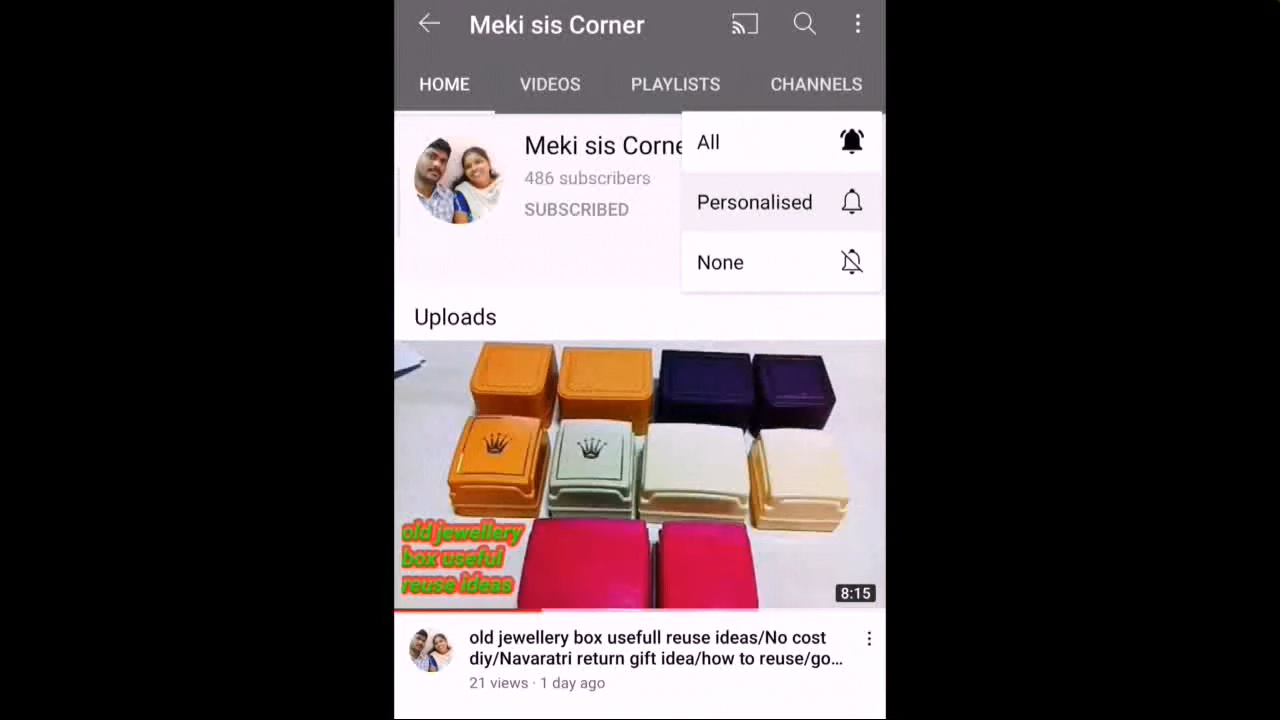 Meki sis Corner
HOME VIDEOS PLAYLISTS CHANNELS
Meki sis Corne
486 subscribers
SUBSCRIBED
All
Personalised
None
Uploads
old jewellery
box useful
reuse ideas
8:15
old jewellery box usefull reuse ideas/No cost
diy/Navaratri return gift idea/how to reuse/go...
21 views · 1 day ago